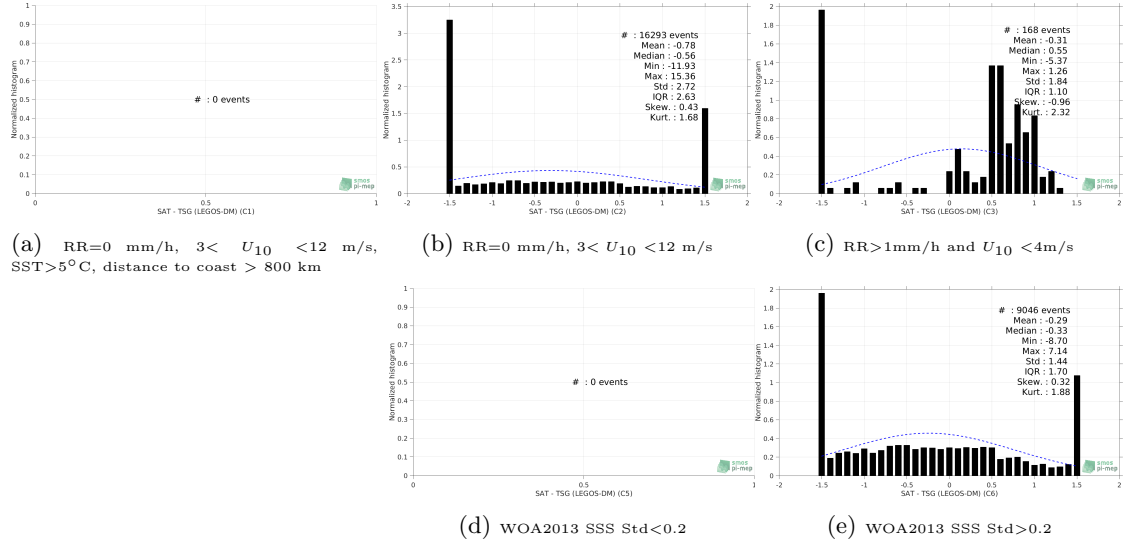 1
0.9
0.8
0.7
0.6
0.5
0.4
0.3
0.2
0.1
0
0 0.5 1
Normalized histogram
# : 0 events
SAT - TSG (LEGOS-DM) (C1)
smos
pi-mep
(a) RR=0 mm/h, 3< U10 <12 m/s,
SST>5°C, distance to coast > 800 km
3.5
3
2.5
2
1.5
1
0.5
0
-1.5 -1 -0.5 0 0.5 1 1.5 2
Normalized histogram
# : 16293 events
Mean : -0.78
Median : -0.56
Min : -11.93
Max : 15.36
Std : 2.72
IQR : 2.63
Skew. : 0.43
Kurt. : 1.68
SAT - TSG (LEGOS-DM) (C2)
smos
pi-mep
(b) RR=0 mm/h, 3< U10 <12 m/s
2
1.8
1.6
1.4
1.2
1
0.8
0.6
0.4
0.2
0
-1.5 -1 -0.5 0 0.5 1 1.5 2
Normalized histogram
# : 168 events
Mean : -0.31
Median : 0.55
Min : -5.37
Max : 1.26
Std : 1.84
IQR : 1.10
Skew. : -0.96
Kurt. : 2.32
SAT - TSG (LEGOS-DM) (C3)
smos
pi-mep
(c) RR>1mm/h and U10 <4m/s
1
0.9
0.8
0.7
0.6
0.5
0.4
0.3
0.2
0.1
0
0 0.5 1
Normalized histogram
# : 0 events
SAT - TSG (LEGOS-DM) (C5)
smos
pi-mep
(d) WOA2013 SSS Std<0.2
2
1.8
1.6
1.4
1.2
1
0.8
0.6
0.4
0.2
0
-1.5 -1 -0.5 0 0.5 1 1.5 2
Normalized histogram
# : 9046 events
Mean : -0.29
Median : -0.33
Min : -8.70
Max : 7.14
Std : 1.44
IQR : 1.70
Skew. : 0.32
Kurt. : 1.88
SAT - TSG (LEGOS-DM) (C6)
smos
pi-mep
(e) WOA2013 SSS Std>0.2